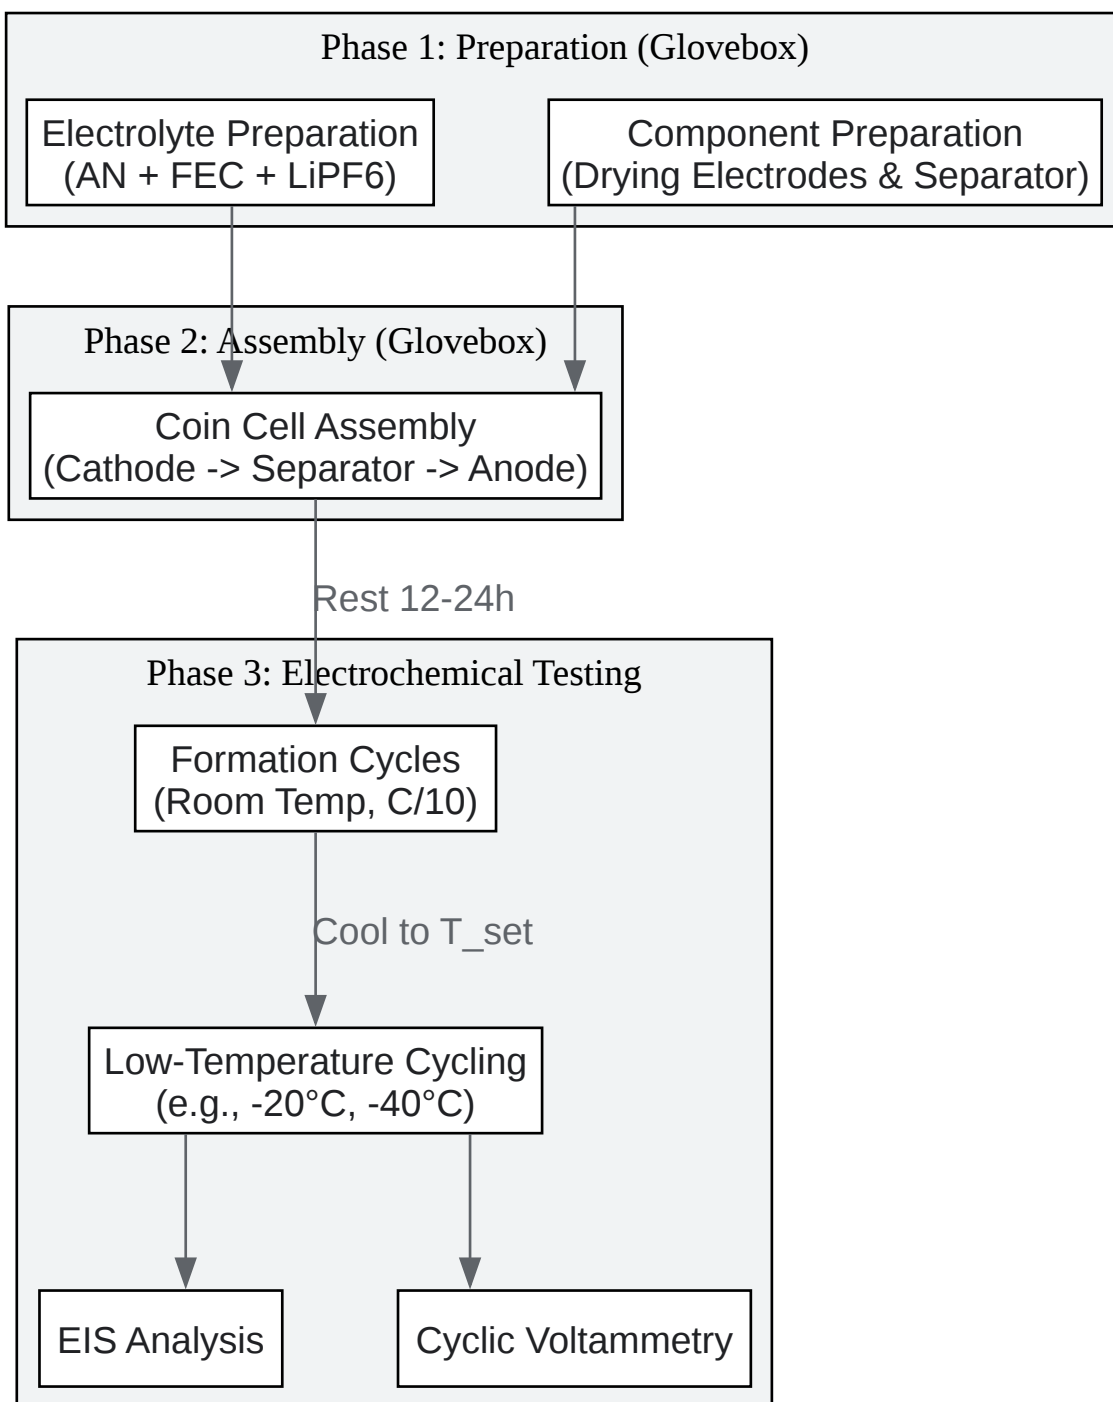 Phase 1: Preparation (Glovebox)
Electrolyte Preparation
(AN + FEC + LiPF6)
Component Preparation
(Drying Electrodes & Separator)
Phase 2: Assembly (Glovebox)
Coin Cell Assembly
(Cathode -> Separator -> Anode)
Rest 12-24h
Phase 3: Electrochemical Testing
Formation Cycles
(Room Temp, C/10)
Cool to T_set
Low-Temperature Cycling
(e.g., -20°C, -40°C)
EIS Analysis
Cyclic Voltammetry